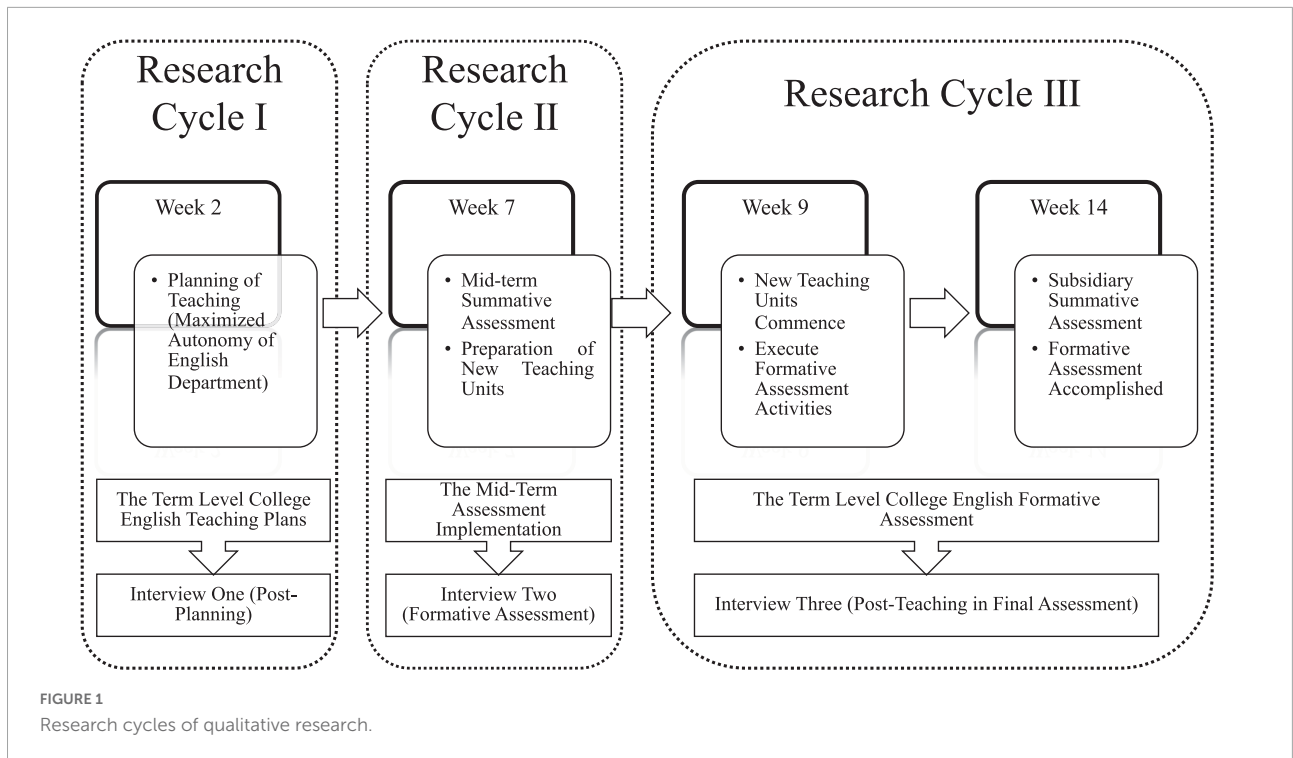 Research
Cycle I
Research
Cycle II
Research Cycle III
Week 2
• Planning of
Teaching
(Maximized
Autonomy of
English
Department)
Week 7
• Mid-term
Summative
Assessment
• Preparation of
New Teaching
Units
Week 9
• New Teaching
Units
Commence
• Execute
Formative
Assessment
Activities
Week 14
• Subsidiary
Summative
Assessment
• Formative
Assessment
Accomplished
The Term Level College
English Teaching Plans
The Mid-Term
Assessment
Implementation
The Term Level College English Formative
Assessment
Interview One (Post-
Planning)
Interview Two
(Formative Assessment)
Interview Three (Post-Teaching in Final Assessment)
FIGURE 1
Research cycles of qualitative research.